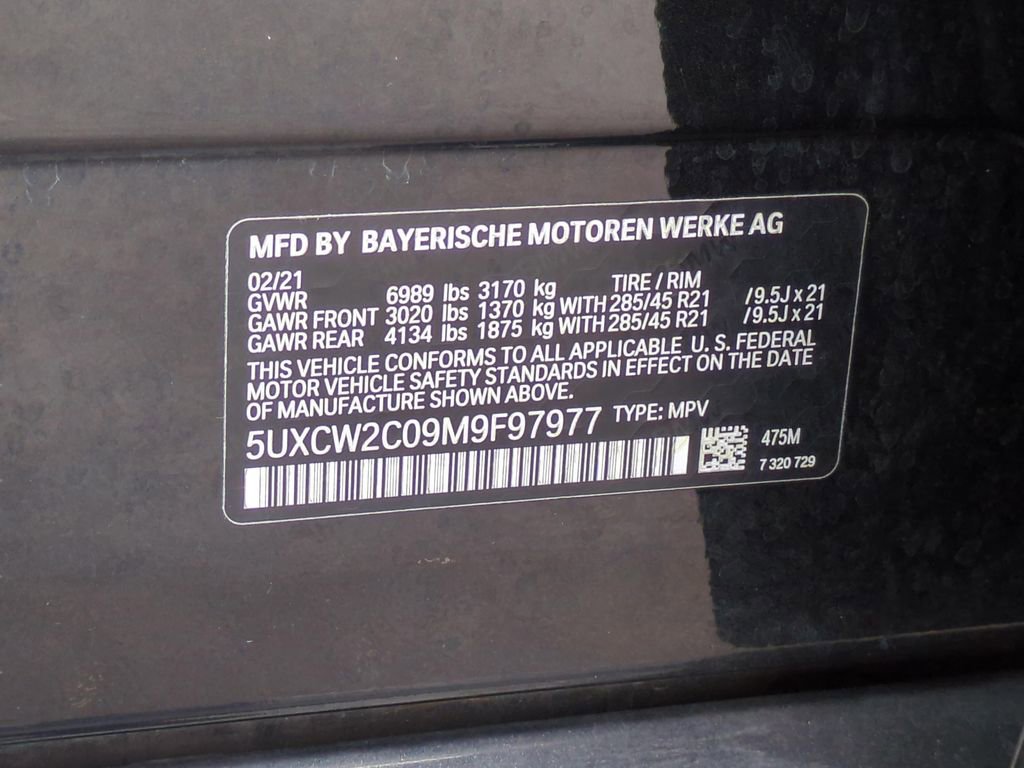 MFD BY BAYERISCHE MOTOREN WERKE AG
02/21 TIRE / RIM
GVWR 6989 lbs 3170 kg
GAWR FRONT 3020 lbs 1370 kg WITH 285/45 R21 /9.5J x 21
GAWR REAR 4134 lbs 1875 kg WITH 285/45 R21 /9.5J x 21
THIS VEHICLE CONFORMS TO ALL APPLICABLE U. S. FEDERAL
MOTOR VEHICLE SAFETY STANDARDS IN EFFECT ON THE DATE
OF MANUFACTURE SHOWN ABOVE.
5UXCW2C09M9F97977 TYPE: MPV
475M
7 320 729